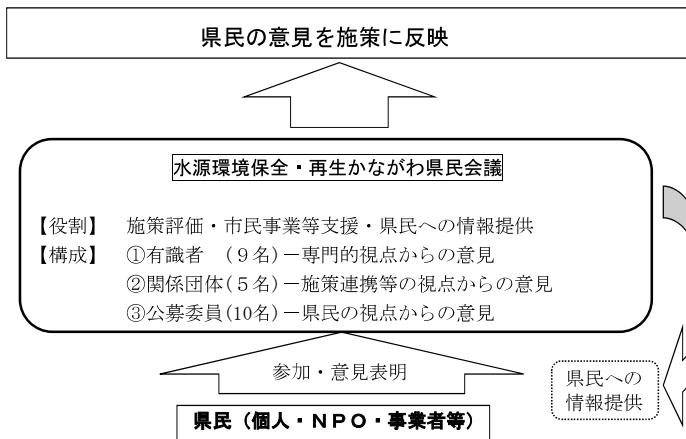 県民の意見を施策に反映
水源環境保全・再生かながわ県民会議
【役割】 施策評価・市民事業等支援・県民への情報提供
【構成】 ①有識者 (9名)－専門的視点からの意見
②関係団体(5名)－施策連携等の視点からの意見
③公募委員(10名)－県民の視点からの意見
参加・意見表明
県民への
情報提供
県民（個人・ＮＰＯ・事業者等）